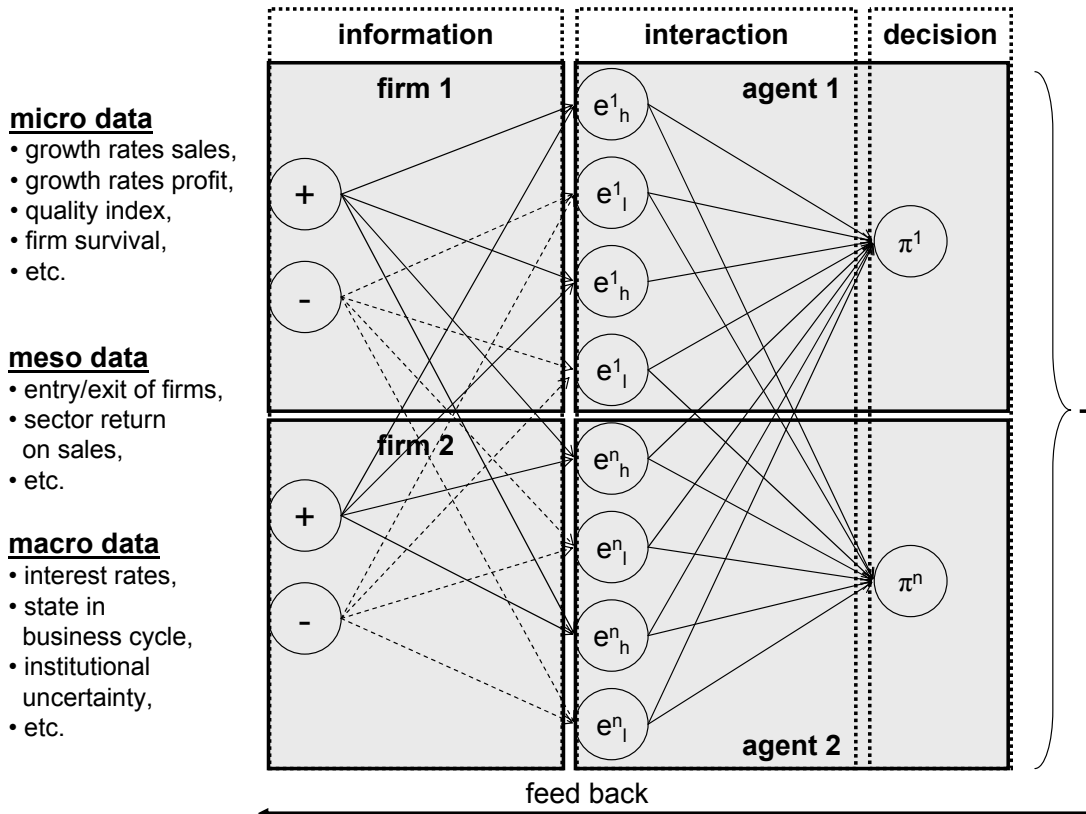 information
interaction
decision
micro data
• growth rates sales,
• growth rates profit,
• quality index,
• firm survival,
• etc.
meso data
• entry/exit of firms,
• sector return
on sales,
• etc.
macro data
• interest rates,
• state in
business cycle,
• institutional
uncertainty,
• etc.
firm 1
+
-
firm 2
+
-
agent 1
e¹h
e¹l
e¹h
e¹l
π¹
eⁿh
eⁿl
eⁿh
eⁿl
πⁿ
agent 2
feed back